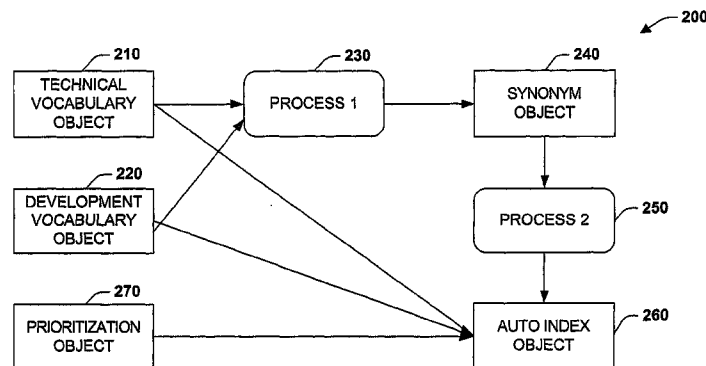 200
210
TECHNICAL
VOCABULARY
OBJECT
230
PROCESS 1
240
SYNONYM
OBJECT
220
DEVELOPMENT
VOCABULARY
OBJECT
PROCESS 2
250
270
PRIORITIZATION
OBJECT
AUTO INDEX
OBJECT
260